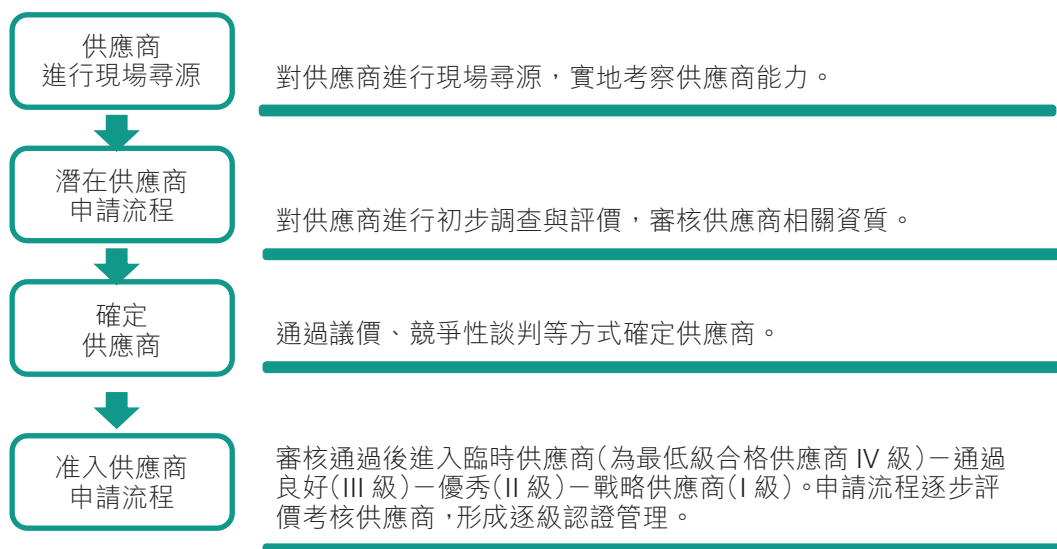 供應商
進行現場尋源
對供應商進行現場尋源,實地考察供應商能力。
潛在供應商
申請流程
對供應商進行初步調查與評價,審核供應商相關資質。
確定
供應商
通過議價、競爭性談判等方式確定供應商。
准入供應商
申請流程
審核通過後進入臨時供應商(為最低級合格供應商 IV 級)—通過
良好(III 級)—優秀(II 級)—戰略供應商(I 級)。申請流程逐步評
價考核供應商,形成逐級認證管理。